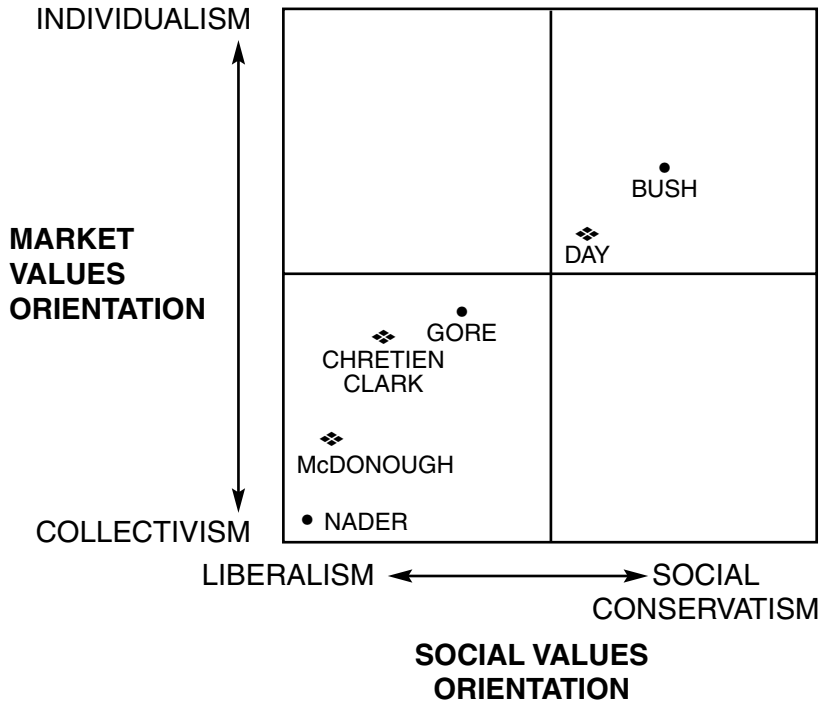 INDIVIDUALISM
BUSH
MARKET
VALUES
ORIENTATION
DAY
GORE
CHRETIEN
CLARK
McDONOUGH
NADER
COLLECTIVISM
LIBERALISM
SOCIAL
CONSERVATISM
SOCIAL VALUES
ORIENTATION